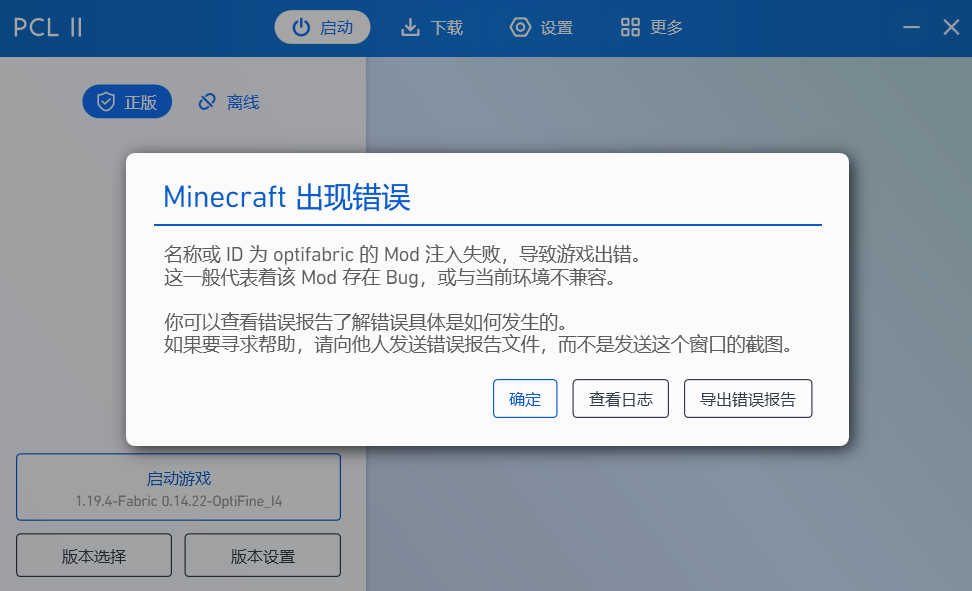 PCL II
启动
下载
设置
更多
正版
离线
Minecraft 出现错误
名称或 ID 为 optifabric 的 Mod 注入失败，导致游戏出错。
这一般代表着该 Mod 存在 Bug，或与当前环境不兼容。
你可以查看错误报告了解错误具体是如何发生的。
如果要寻求帮助，请向他人发送错误报告文件，而不是发送这个窗口的截图。
确定
查看日志
导出错误报告
启动游戏
1.19.4-Fabric 0.14.22-OptiFine_I4
版本选择
版本设置